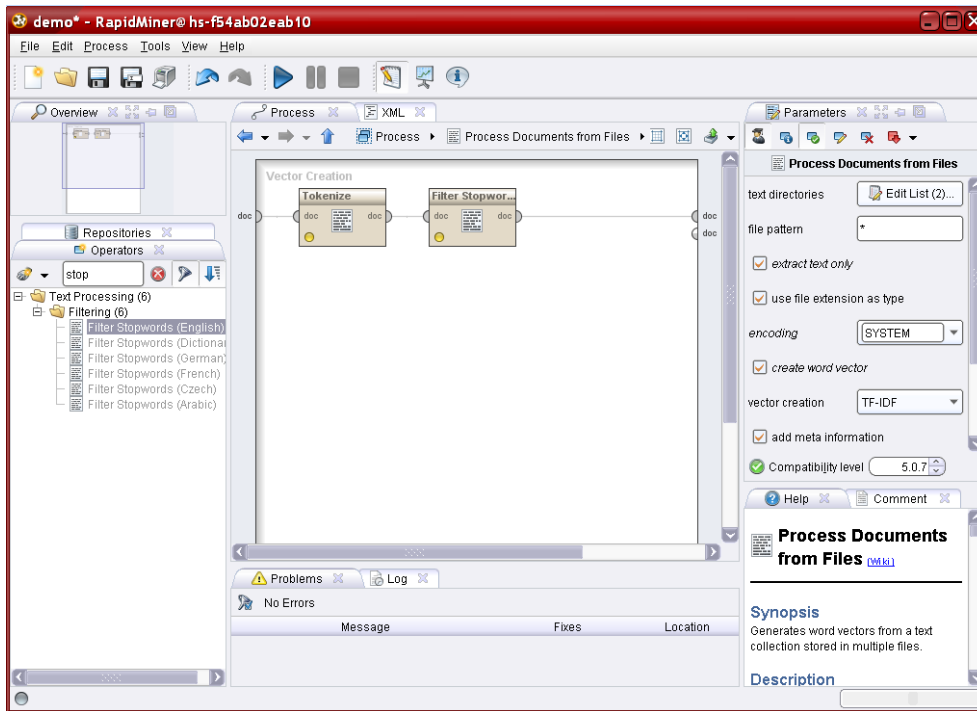 demo* - RapidMiner@hs-f54ab02eab10
File Edit Process Tools View Help
Overview
Process
XML
Parameters
Process
Process Documents from Files
Process Documents from Files
Vector Creation
Tokenize
Filter Stopwor...
doc
doc
doc
doc
doc
doc
doc
text directories
Edit List (2)...
file pattern
*
extract text only
use file extension as type
encoding
SYSTEM
create word vector
vector creation
TF-IDF
add meta information
Compatibility level
5.0.7
Repositories
Operators
stop
Text Processing (6)
Filtering (6)
Filter Stopwords (English)
Filter Stopwords (Dictionar
Filter Stopwords (German)
Filter Stopwords (French)
Filter Stopwords (Czech)
Filter Stopwords (Arabic)
Problems
Log
No Errors
Message Fixes Location
Help
Comment
Process Documents
from Files [Wiki]
Synopsis
Generates word vectors from a text
collection stored in multiple files.
Description